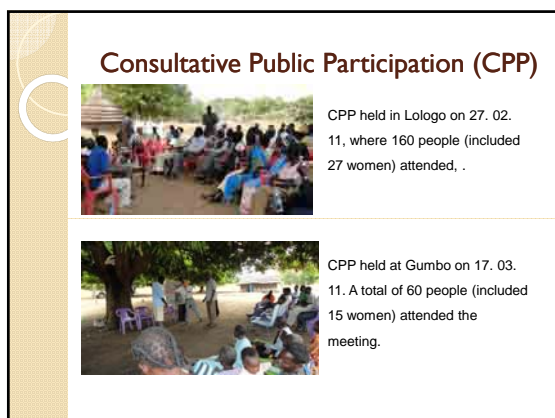 Consultative Public Participation (CPP)
CPP held in Lologo on 27. 02.
11, where 160 people (included
27 women) attended, .
CPP held at Gumbo on 17. 03.
11. A total of 60 people (included
15 women) attended the
meeting.